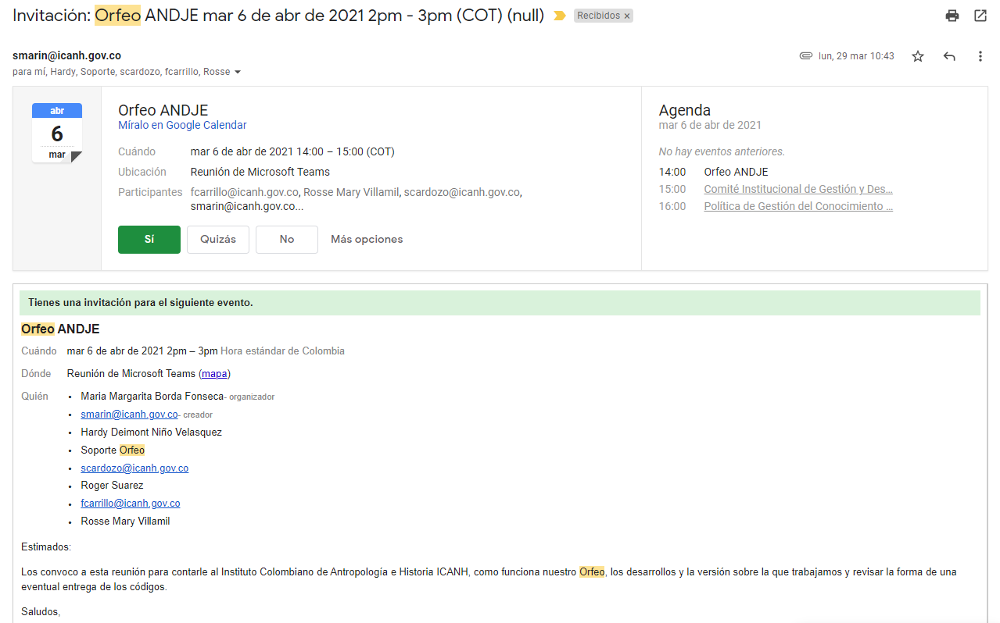 Invitación: Orfeo ANDJE mar 6 de abr de 2021 2pm - 3pm (COT) (null)
Recibidos ×
smarin@icanh.gov.co
lun, 29 mar 10:43
para mí, Hardy, Soporte, scardozo, fcarrillo, Rosse
abr
6
mar
Orfeo ANDJE
Míralo en Google Calendar
Cuándo mar 6 de abr de 2021 14:00 – 15:00 (COT)
Ubicación Reunión de Microsoft Teams
Participantes fcarrillo@icanh.gov.co, Rosse Mary Villamil, scardozo@icanh.gov.co,
smarin@icanh.gov.co...
Sí Quizás No Más opciones
Agenda
mar 6 de abr de 2021
No hay eventos anteriores.
14:00 Orfeo ANDJE
15:00 Comité Institucional de Gestión y Des...
16:00 Política de Gestión del Conocimiento ...
Tienes una invitación para el siguiente evento.
Orfeo ANDJE
Cuándo mar 6 de abr de 2021 2pm – 3pm Hora estándar de Colombia
Dónde Reunión de Microsoft Teams (mapa)
Quién • Maria Margarita Borda Fonseca- organizador
• smarin@icanh.gov.co- creador
• Hardy Deimont Niño Velasquez
• Soporte Orfeo
• scardozo@icanh.gov.co
• Roger Suarez
• fcarrillo@icanh.gov.co
• Rosse Mary Villamil
Estimados:
Los convoco a esta reunión para contarle al Instituto Colombiano de Antropología e Historia ICANH, como funciona nuestro Orfeo, los desarrollos y la versión sobre la que trabajamos y revisar la forma de una
eventual entrega de los códigos.
Saludos,